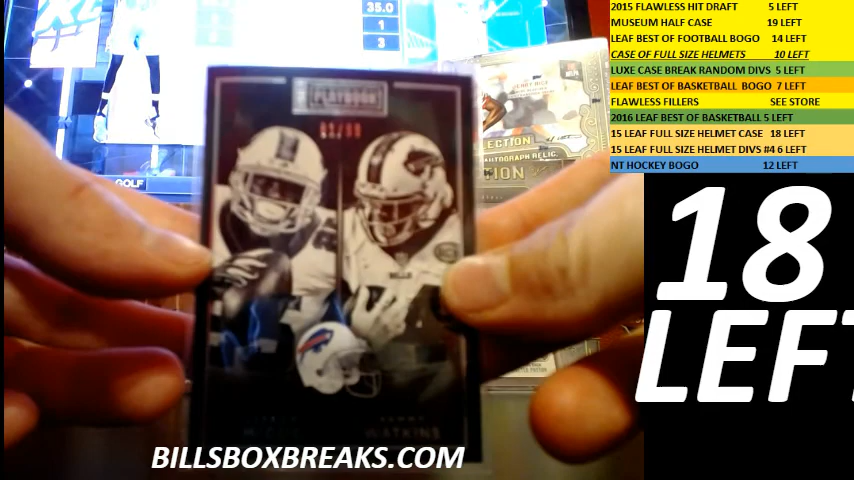 35.0
1
3
GOLF
PLAYBOOK
WATKINS
BILLS
BILLSBOXBREAKS.COM
2015 FLAWLESS HIT DRAFT 5 LEFT
MUSEUM HALF CASE 19 LEFT
LEAF BEST OF FOOTBALL BOGO 14 LEFT
CASE OF FULL SIZE HELMETS 10 LEFT
LUXE CASE BREAK RANDOM DIVS 5 LEFT
LEAF BEST OF BASKETBALL BOGO 7 LEFT
FLAWLESS FILLERS SEE STORE
2016 LEAF BEST OF BASKETBALL 5 LEFT
15 LEAF FULL SIZE HELMET CASE 18 LEFT
15 LEAF FULL SIZE HELMET DIVS #4 6 LEFT
NT HOCKEY BOGO 12 LEFT
18
LEFT